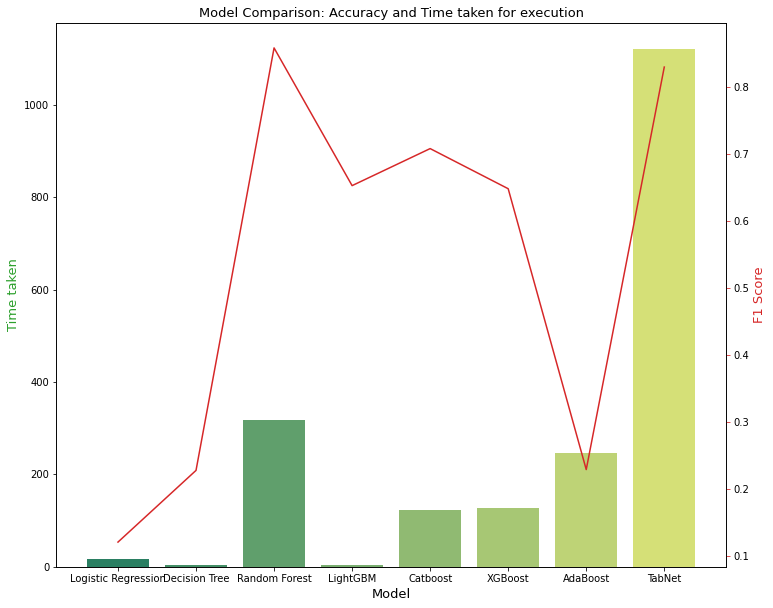 Model Comparison: Accuracy and Time taken for execution
Time taken
1000
800
600
400
200
0
0.8
0.7
0.6
0.5
0.4
0.3
0.2
0.1
F1 Score
Logistic Regression Decision Tree Random Forest LightGBM Catboost XGBoost AdaBoost TabNet
Model